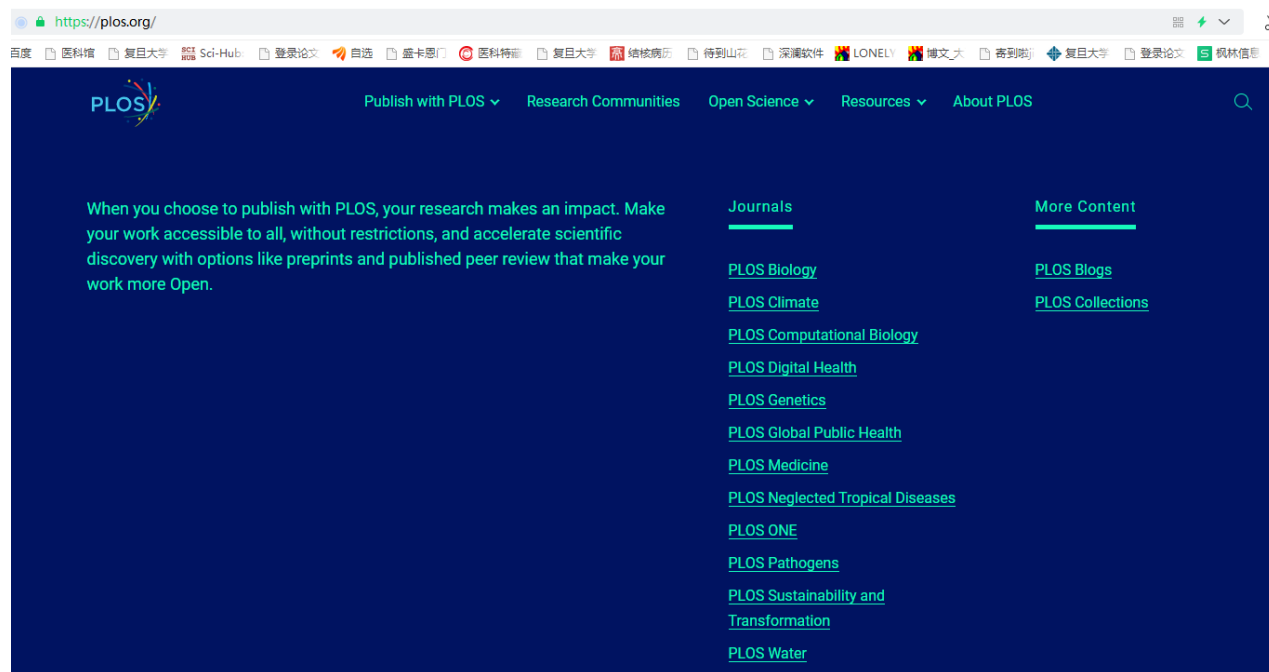 https://plos.org/
百度 医科馆 复旦大学 SCI HUB Sci-Hub: 登录论文 自选 盛卡恩门 医科特 复旦大学 结核病历 待到山花 深澜软件 LONELY 博文_大 寄到啦 复旦大学 登录论文 S 枫林信息
PLOS Publish with PLOS Research Communities Open Science Resources About PLOS
When you choose to publish with PLOS, your research makes an impact. Make
your work accessible to all, without restrictions, and accelerate scientific
discovery with options like preprints and published peer review that make your
work more Open.
Journals
PLOS Biology
PLOS Climate
PLOS Computational Biology
PLOS Digital Health
PLOS Genetics
PLOS Global Public Health
PLOS Medicine
PLOS Neglected Tropical Diseases
PLOS ONE
PLOS Pathogens
PLOS Sustainability and
Transformation
PLOS Water
More Content
PLOS Blogs
PLOS Collections